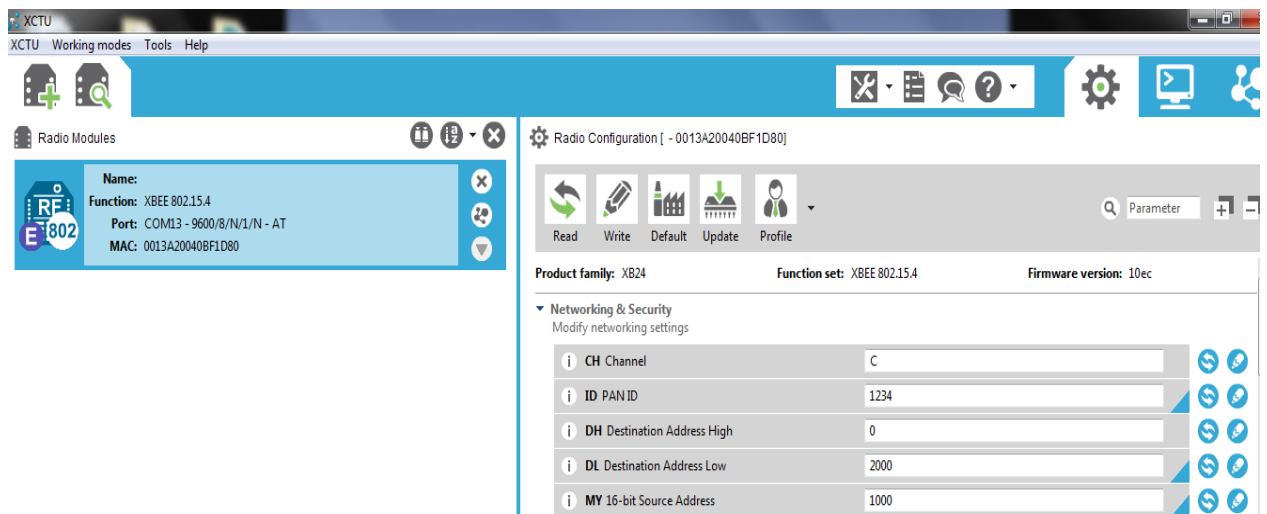 XCTU
XCTU Working modes Tools Help
Radio Modules
Radio Configuration [ - 0013A20040BF1D80]
Name:
Function: XBEE 802.15.4
Port: COM13 - 9600/8/N/1/N - AT
MAC: 0013A20040BF1D80
RF
802
E
Read Write Default Update Profile
Parameter
Product family: XB24 Function set: XBEE 802.15.4 Firmware version: 10ec
Networking & Security
Modify networking settings
i CH Channel C
i ID PAN ID 1234
i DH Destination Address High 0
i DL Destination Address Low 2000
i MY 16-bit Source Address 1000